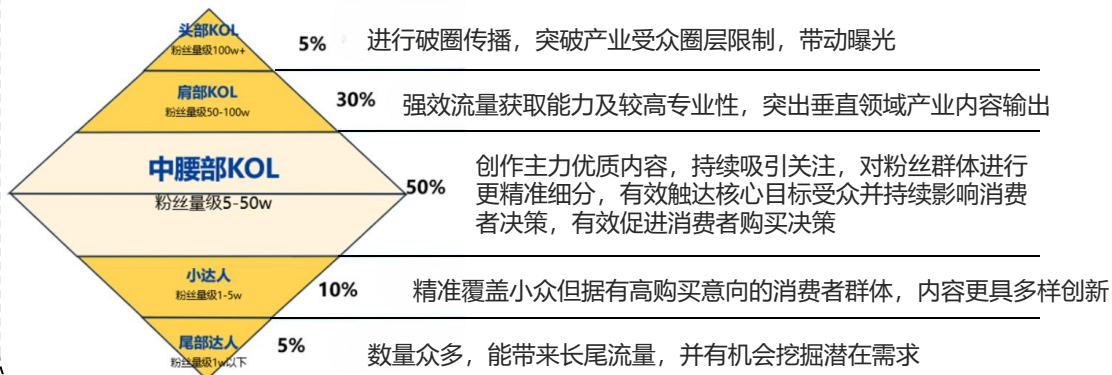 头部KOL
粉丝量级100w+
5%
进行破圈传播，突破产业受众圈层限制，带动曝光
肩部KOL
粉丝量级50-100w
30%
强效流量获取能力及较高专业性，突出垂直领域产业内容输出
中腰部KOL
粉丝量级5-50w
50%
创作主力优质内容，持续吸引关注，对粉丝群体进行
更精准细分，有效触达核心目标受众并持续影响消费
者决策，有效促进消费者购买决策
小达人
粉丝量级1-5w
10%
精准覆盖小众但据有高购买意向的消费者群体，内容更具多样创新
尾部达人
粉丝量级1w以下
5%
数量众多，能带来长尾流量，并有机会挖掘潜在需求